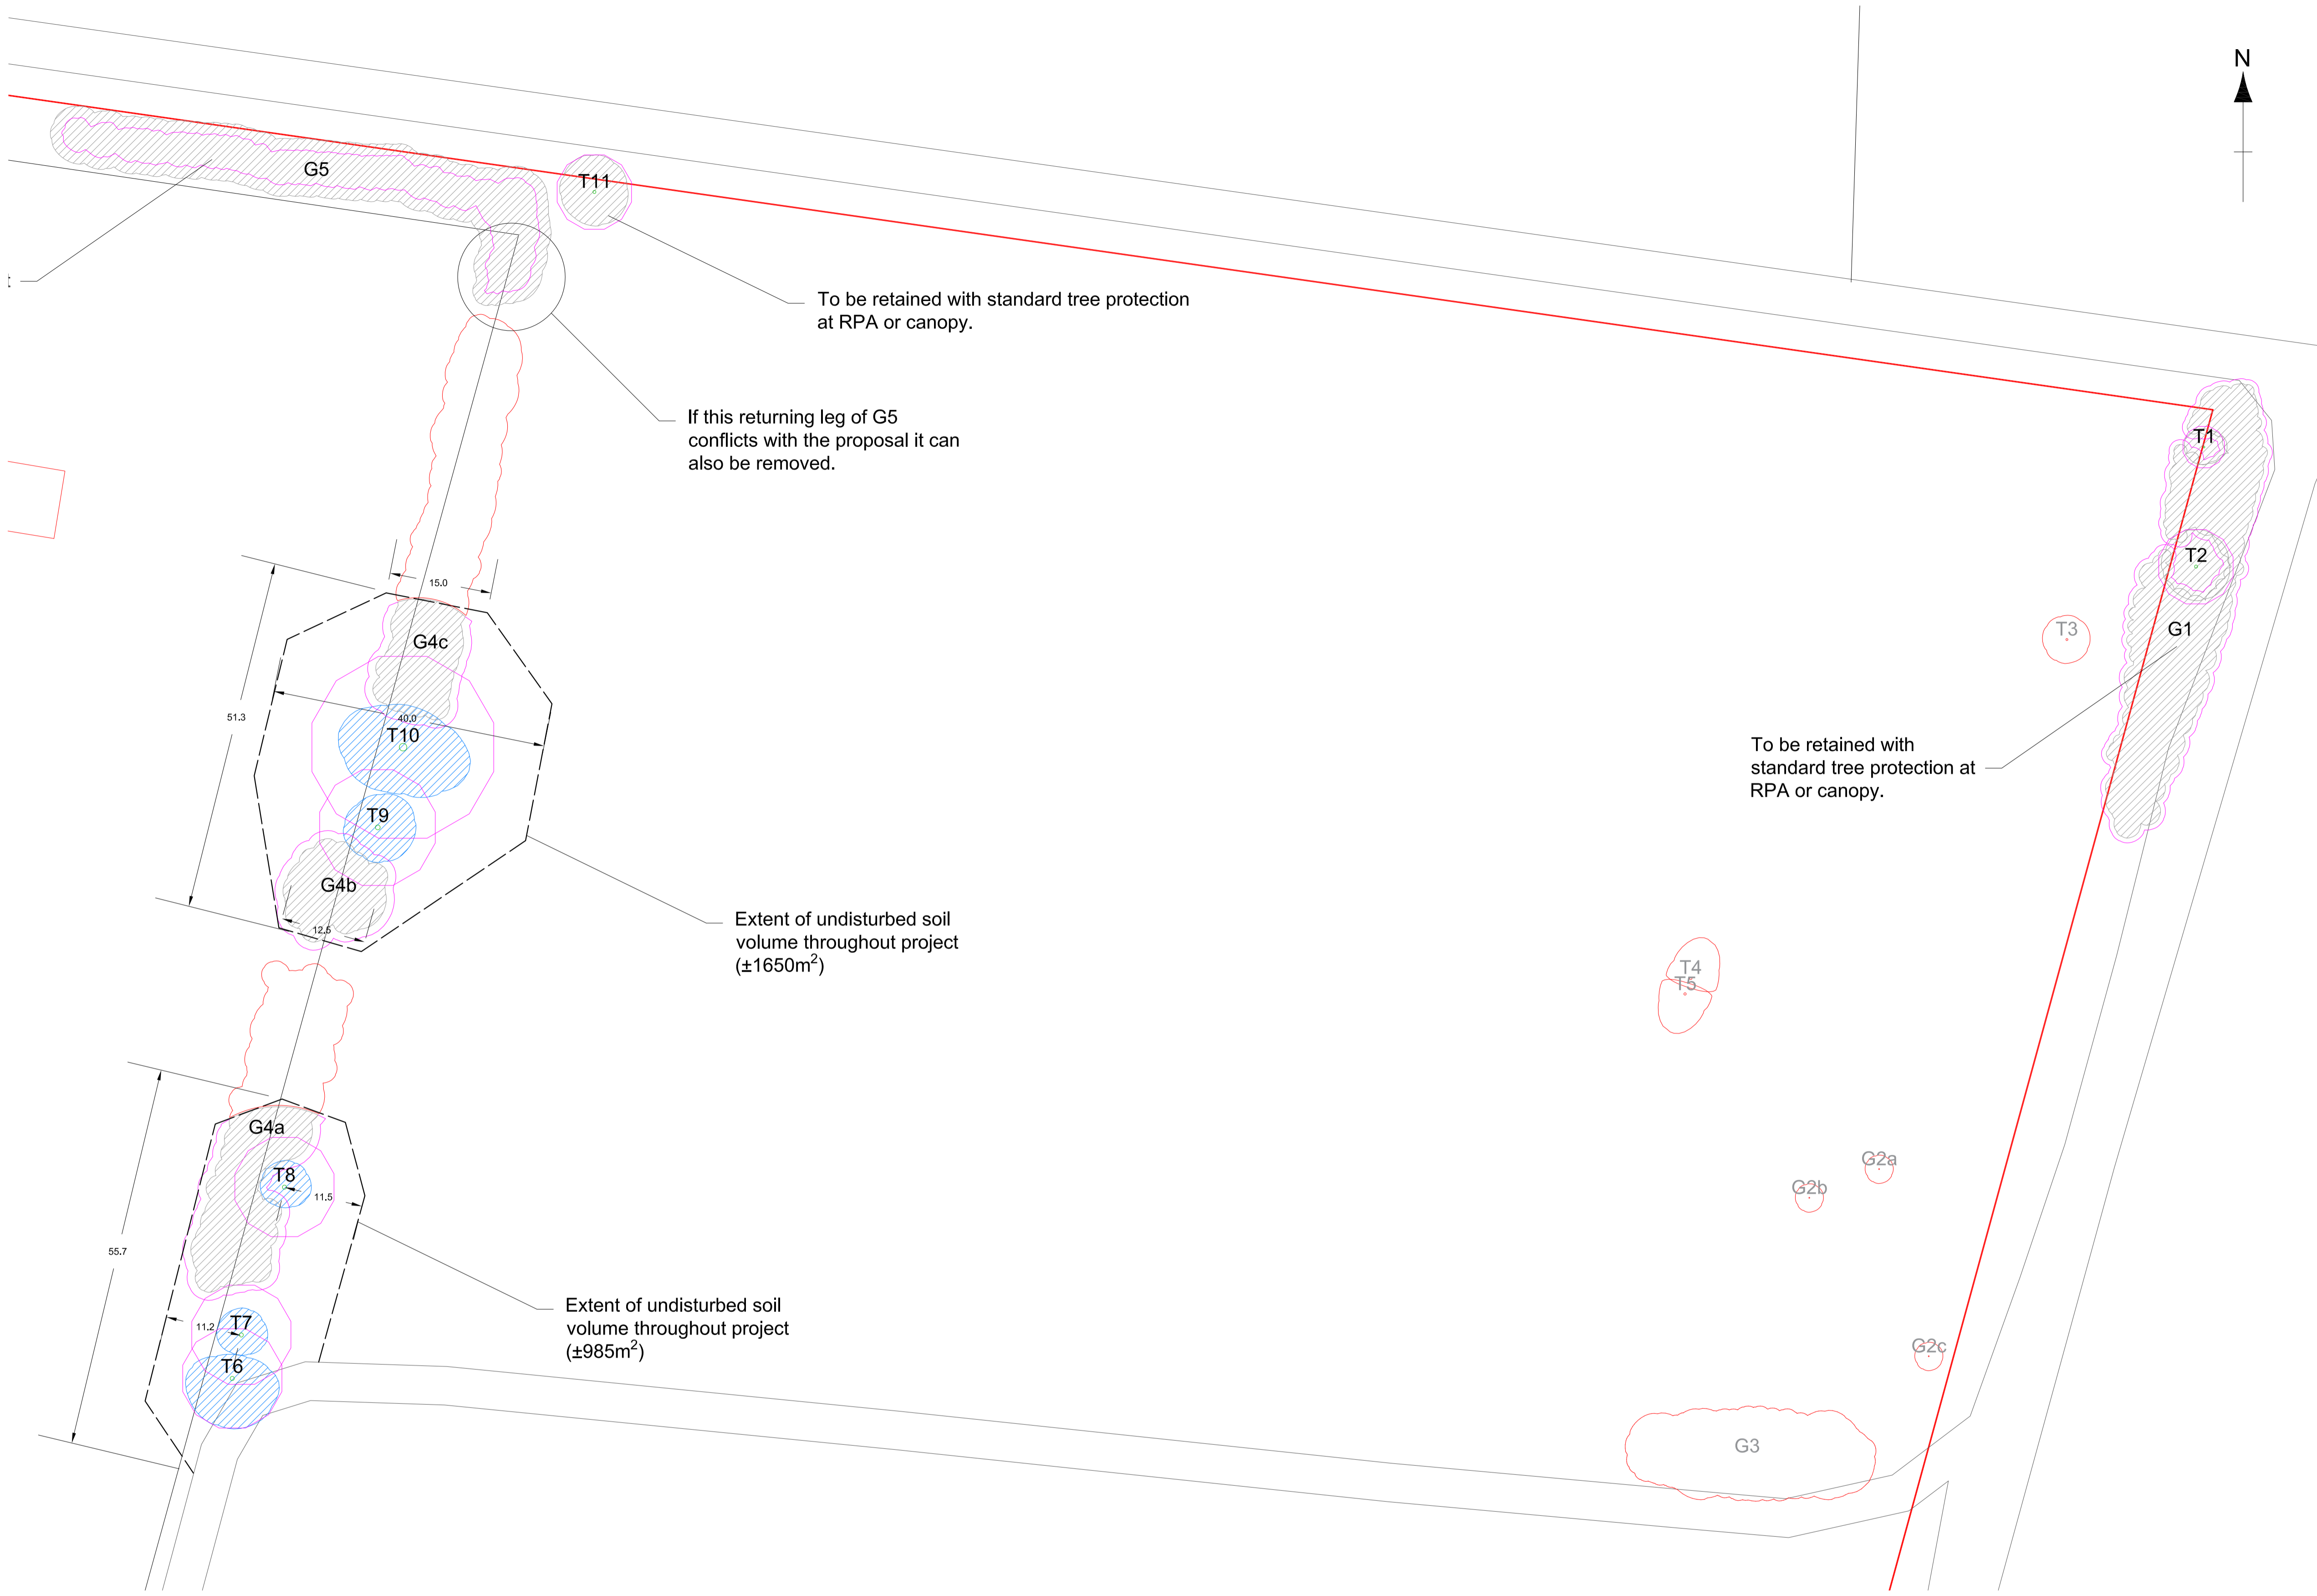 N
G5
T11
To be retained with standard tree protection
at RPA or canopy.
If this returning leg of G5
conflicts with the proposal it can
also be removed.
T1
T2
G1
T3
15.0
G4c
51.3
40.0
T10
To be retained with
standard tree protection at
RPA or canopy.
T9
G4b
12.5
Extent of undisturbed soil
volume throughout project
(±1650m²)
T4
T5
G4a
T8
11.5
G2a
G2b
55.7
Extent of undisturbed soil
volume throughout project
(±985m²)
11.2
T7
T6
G2c
G3